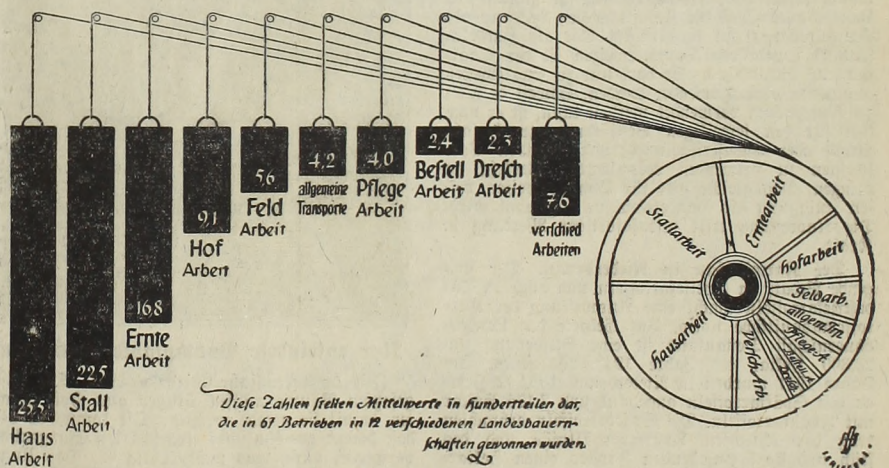 25,5
Haus
Arbeit
22,5
Stall
Arbeit
16,8
Ernte
Arbeit
9,1
Hof
Arbeit
5,6
Feld
Arbeit
4,2
allgemeine
Transporte
4,0
Pflege
Arbeit
2,4
Bestell
Arbeit
2,3
Dresch
Arbeit
7,6
verschied
Arbeiten
Stallarbeit
Erntearbeit
Hofarbeit
Feldarb.
allgem. Trp.
Pflege-A.
Versch. Arb.
Hausarbeit
Diese Zahlen stellen Mittelwerte in Hundertteilen dar,
die in 67 Betrieben in 12 verschiedenen Landesbauern-
schaften gewonnen wurden.